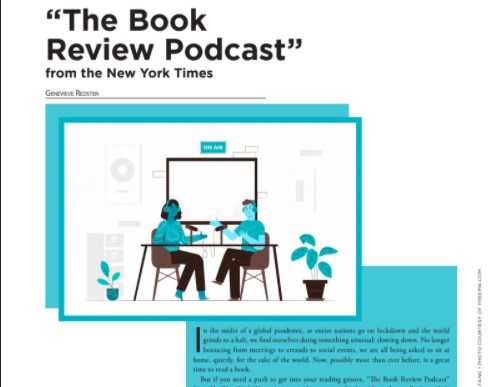 “The Book
Review Podcast”
from the New York Times
Genevieve Redsten
ON AIR
In the midst of a global pandemic, as entire nations go on lockdown and the world
grinds to a halt, we find ourselves doing something unusual: slowing down. No longer
bouncing from meetings to errands to social events, we are all being asked to sit at
home, quietly, for the sake of the world. Now, possibly more than ever before, is a great
time to read a book.
But if you need a push to get into your reading groove, “The Book Review Podcast”
• PHOTO COURTESY OF FREEPIK.COM